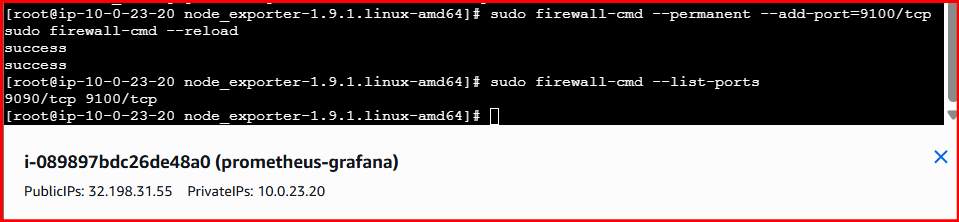 [root@ip-10-0-23-20 node_exporter-1.9.1.linux-amd64]# sudo firewall-cmd --permanent --add-port=9100/tcp
sudo firewall-cmd --reload
success
success
[root@ip-10-0-23-20 node_exporter-1.9.1.linux-amd64]# sudo firewall-cmd --list-ports
9090/tcp 9100/tcp
[root@ip-10-0-23-20 node_exporter-1.9.1.linux-amd64]#
i-089897bdc26de48a0 (prometheus-grafana)
PublicIPs: 32.198.31.55 PrivateIPs: 10.0.23.20